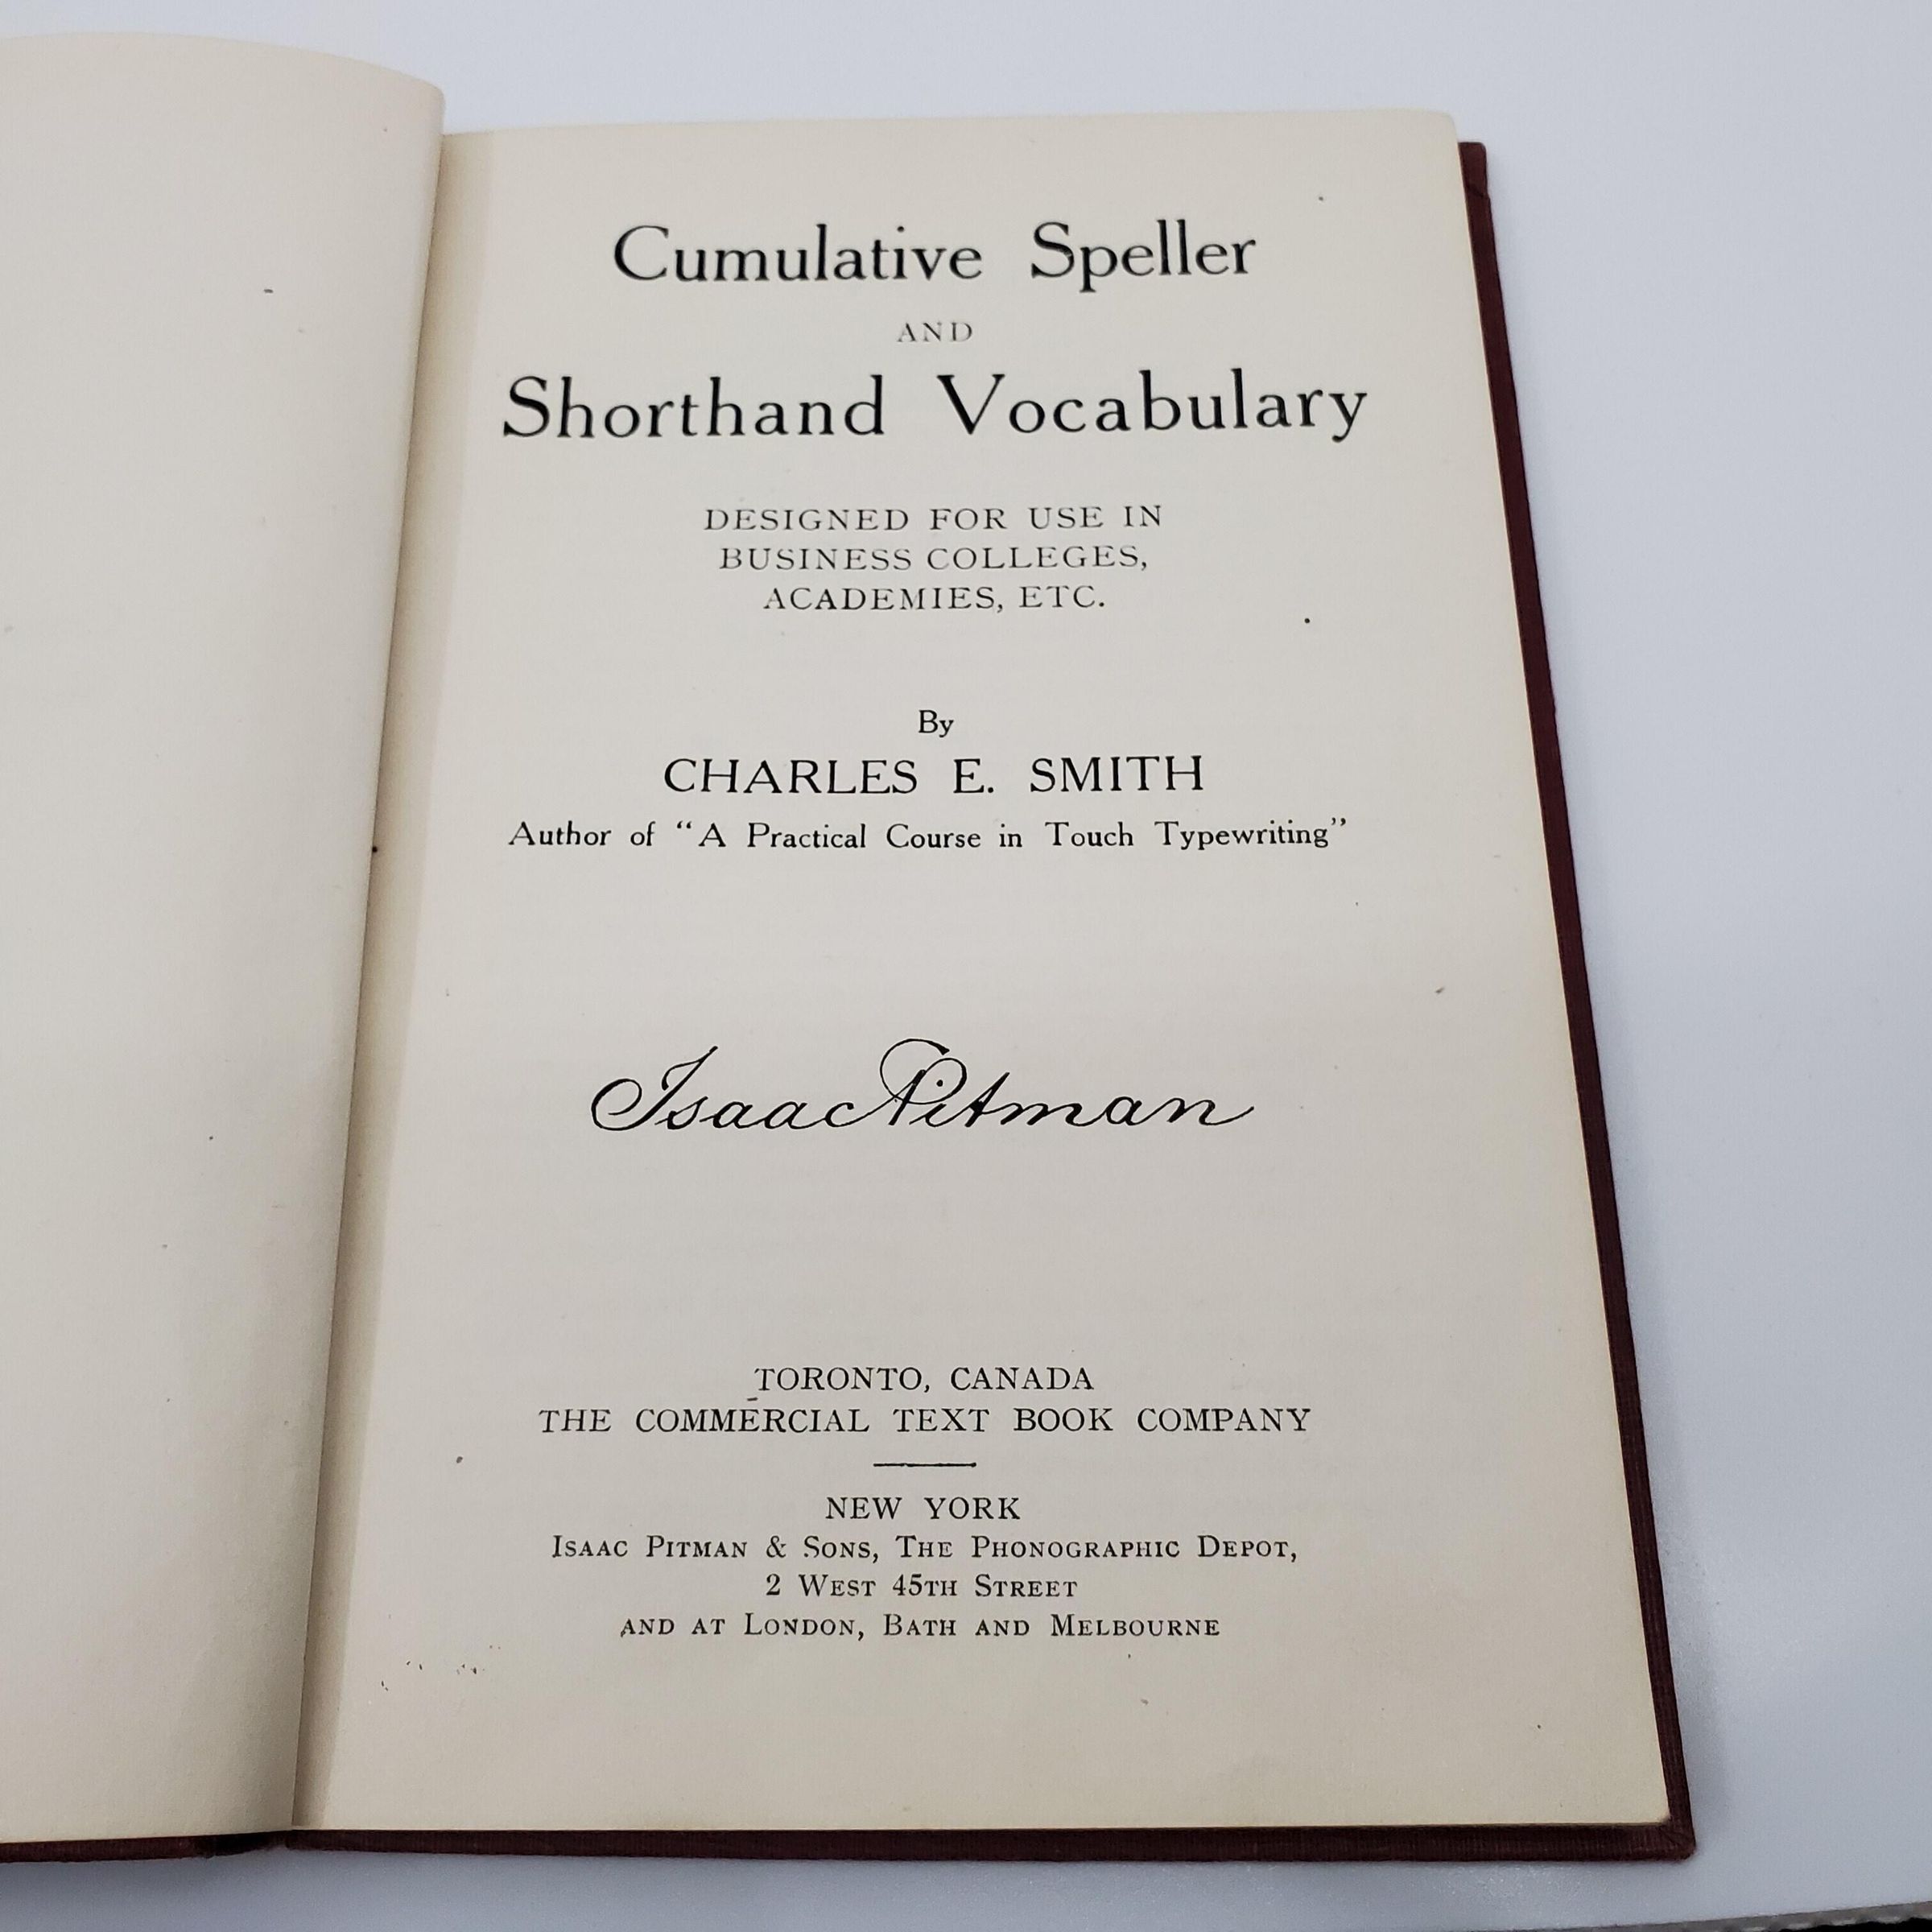 Cumulative Speller
AND
Shorthand Vocabulary
DESIGNED FOR USE IN
BUSINESS COLLEGES,
ACADEMIES, ETC.
By
CHARLES E. SMITH
Author of “A Practical Course in Touch Typewriting”
Isaac Pitman
TORONTO, CANADA
THE COMMERCIAL TEXT BOOK COMPANY
NEW YORK
ISAAC PITMAN & SONS, THE PHONOGRAPHIC DEPOT,
2 WEST 45TH STREET
AND AT LONDON, BATH AND MELBOURNE